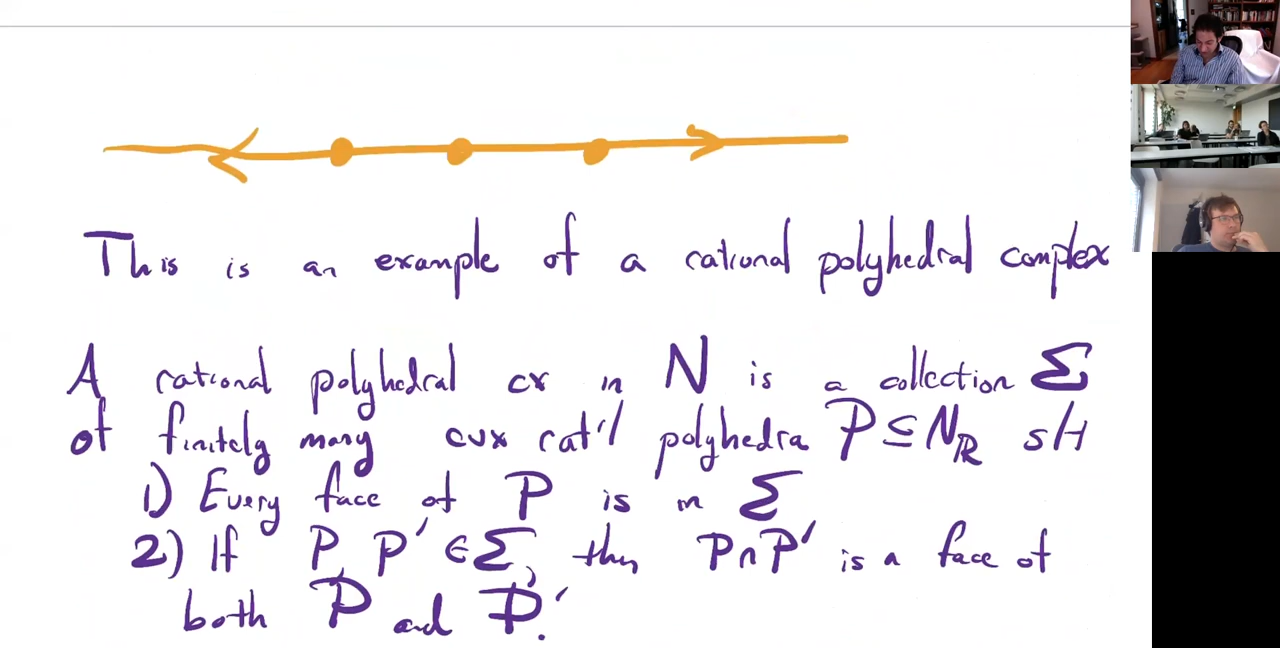 This is an example of a rational polyhedral complex
A rational polyhedral cx in N is a collection Σ
of finitely many cvx rat'l polyhedra P ⊆ N_ℝ st
1) Every face of P is in Σ
2) If P, P' ∈ Σ, then P ∩ P' is a face of
both P and P'.